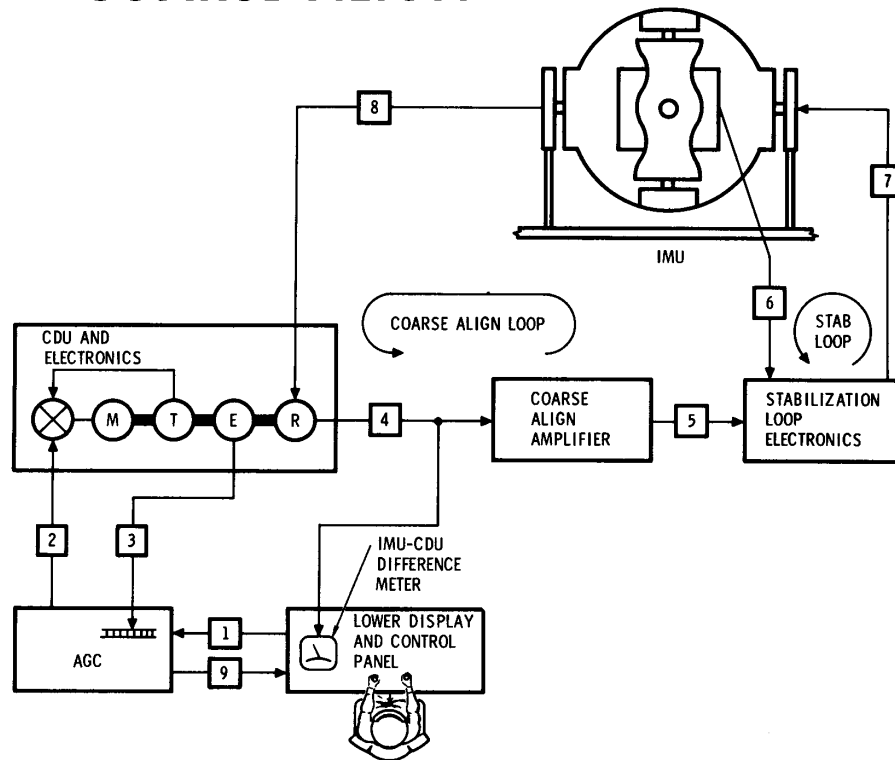 8
7
IMU
6
COARSE ALIGN LOOP
STAB
LOOP
CDU AND
ELECTRONICS
M
T
E
R
4
COARSE
ALIGN
AMPLIFIER
5
STABILIZATION
LOOP
ELECTRONICS
2
3
IMU-CDU
DIFFERENCE
METER
AGC
1
9
LOWER DISPLAY
AND CONTROL
PANEL